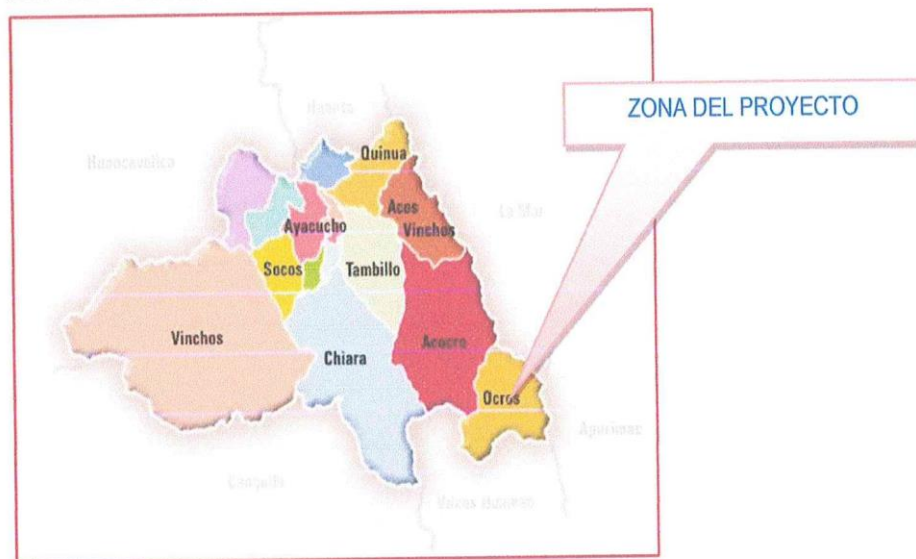 ZONA DEL PROYECTO
Huanta
Huancavelica
Quinua
La Mar
Acos
Vinchos
Ayacucho
Socos
Tambillo
Vinchos
Chiara
Acocro
Ocros
Apurimac
Cangallo
Vilcas Huaman